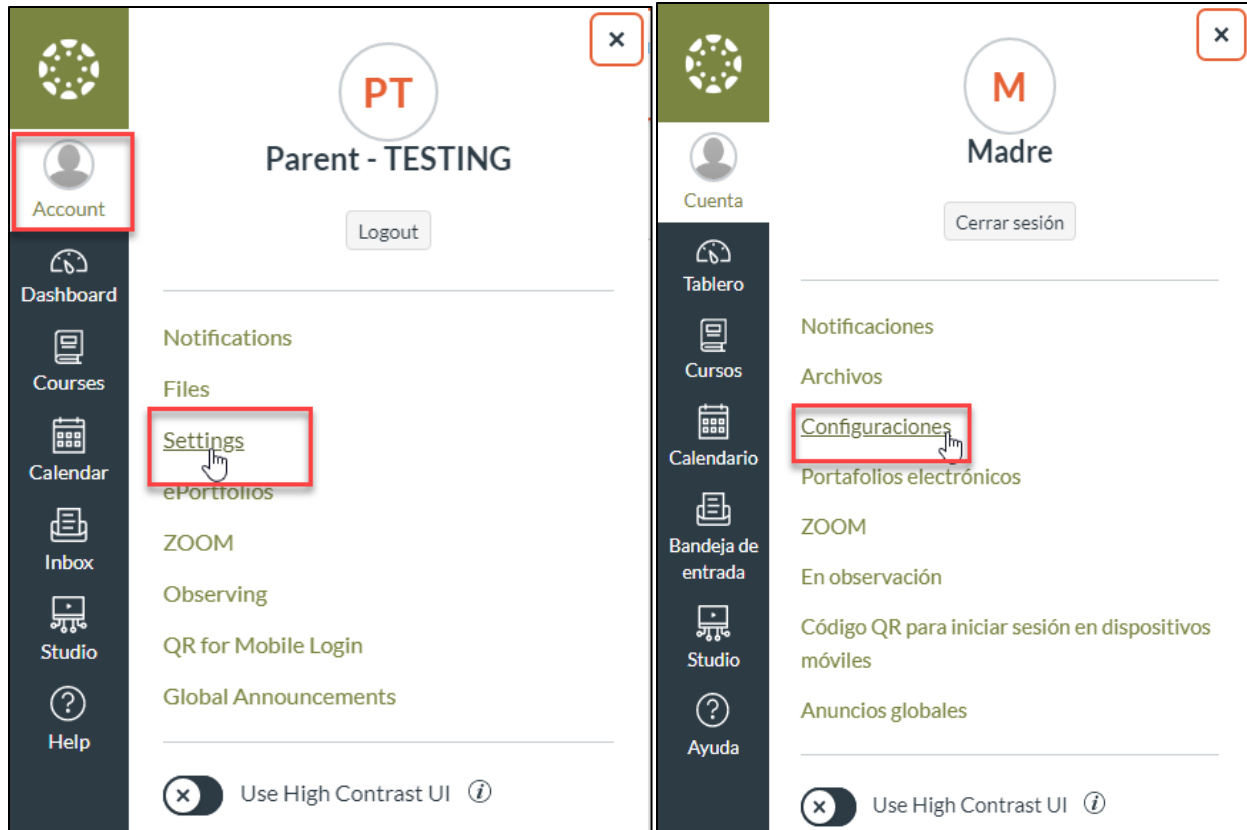 PT
Parent - TESTING
Logout
Account
Dashboard
Courses
Calendar
Inbox
Studio
Help
Notifications
Files
Settings
ePortfolios
ZOOM
Observing
QR for Mobile Login
Global Announcements
Use High Contrast UI
M
Madre
Cerrar sesión
Cuenta
Tablero
Cursos
Calendario
Bandeja de
entrada
Studio
Ayuda
Notificaciones
Archivos
Configuraciones
Portafolios electrónicos
ZOOM
En observación
Código QR para iniciar sesión en dispositivos
móviles
Anuncios globales
Use High Contrast UI